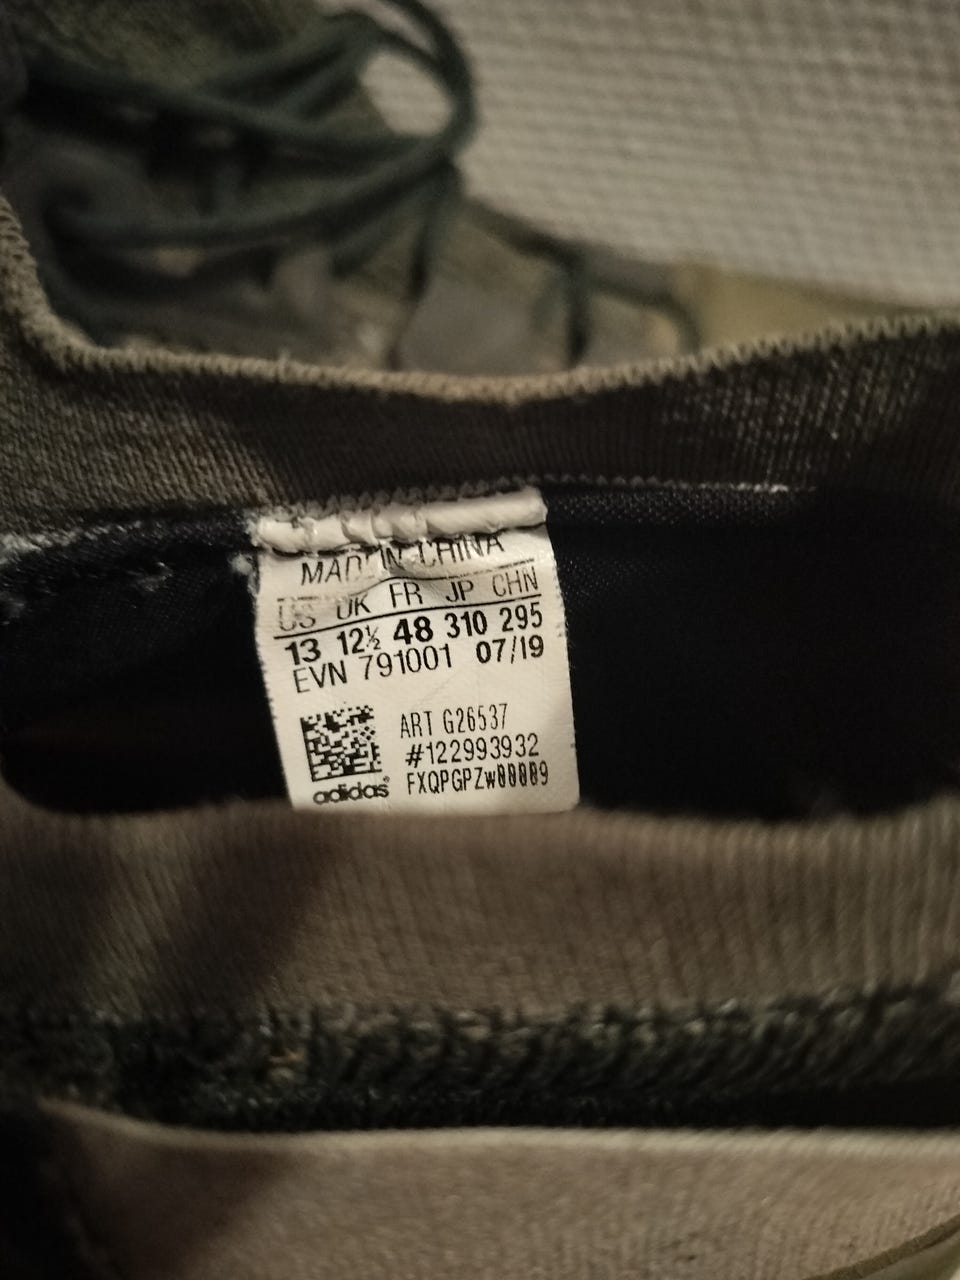 MADE IN CHINA
US UK FR JP CHN
13 12½ 48 310 295
EVN 791001 07/19
ART G26537
#122993932
FXQPGPZw00009
adidas